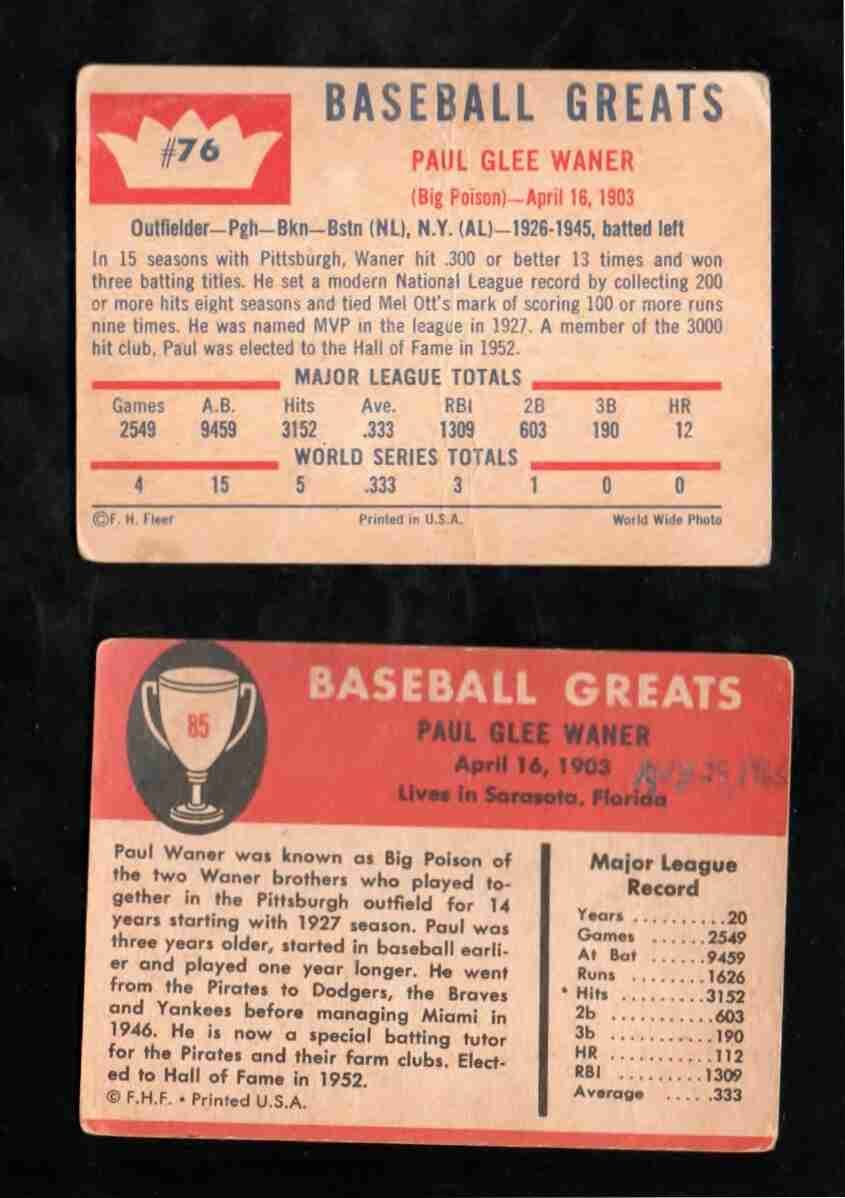 #76
BASEBALL GREATS
PAUL GLEE WANER
(Big Poison)—April 16, 1903
Outfielder—Pgh—Bkn—Bstn (NL), N.Y. (AL)—1926-1945, batted left
In 15 seasons with Pittsburgh, Waner hit .300 or better 13 times and won
three batting titles. He set a modern National League record by collecting 200
or more hits eight seasons and tied Mel Ott's mark of scoring 100 or more runs
nine times. He was named MVP in the league in 1927. A member of the 3000
hit club, Paul was elected to the Hall of Fame in 1952.
MAJOR LEAGUE TOTALS
Games A.B. Hits Ave. RBI 2B 3B HR
2549 9459 3152 .333 1309 603 190 12
WORLD SERIES TOTALS
4 15 5 .333 3 1 0 0
©F. H. Fleer Printed in U.S.A. World Wide Photo
85
BASEBALL GREATS
PAUL GLEE WANER
April 16, 1903
Lives in Sarasota, Florida
Paul Waner was known as Big Poison of
the two Waner brothers who played to-
gether in the Pittsburgh outfield for 14
years starting with 1927 season. Paul was
three years older, started in baseball earli-
er and played one year longer. He went
from the Pirates to Dodgers, the Braves
and Yankees before managing Miami in
1946. He is now a special batting tutor
for the Pirates and their farm clubs. Elect-
ed to Hall of Fame in 1952.
© F.H.F. • Printed U.S.A.
Major League
Record
Years ..........20
Games ......2549
At Bat ......9459
Runs ........1626
* Hits .........3152
2b ...........603
3b ...........190
HR ...........112
RBI .........1309
Average .....333